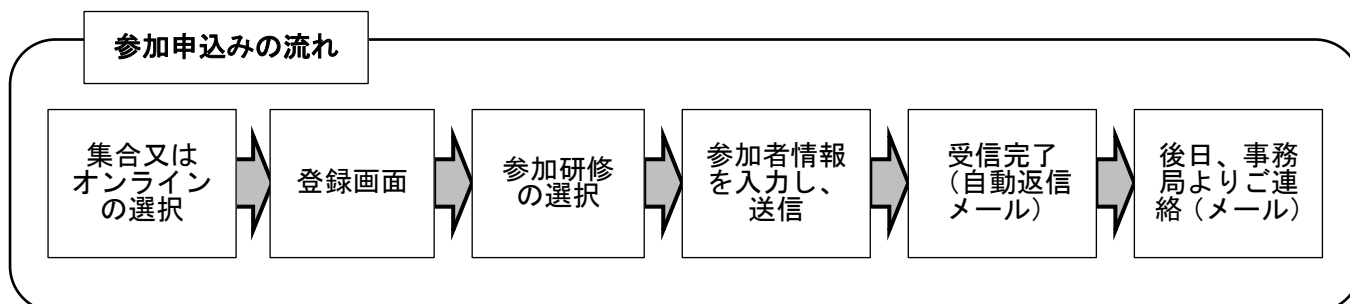 参加申込みの流れ
集合又は
オンライン
の選択
登録画面
参加研修
の選択
参加者情報
を入力し、
送信
受信完了
（自動返信
メール）
後日、事務
局よりご連
絡（メール）